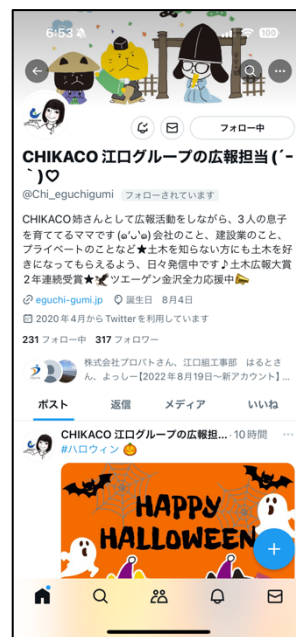 6:53
100
フォロー中
CHIKACO 江口グループの広報担当 (´-
｀)♡
@Chi_eguchigumi フォローされています
CHIKACO姉さんとして広報活動をしながら、3人の息子
を育ててるママです(๑'ᴗ'๑)会社のこと、建設業のこと、
プライベートのことなど★土木を知らない方にも土木を好
きになってもらえるよう、日々発信中です♪土木広報大賞
2年連続受賞★🦅ツエーゲン金沢全力応援中📣
eguchi-gumi.jp 誕生日 8月4日
2020年4月からTwitterを利用しています
231 フォロー中 317 フォロワー
株式会社プロパトさん、江口組工事部 はるとさ
ん、よっしー【2022年8月19日〜新アカウント】...
ポスト 返信 メディア いいね
CHIKACO 江口グループの広報担... · 10時間
#ハロウィン 🎃
HAPPY
HALLOWEEN